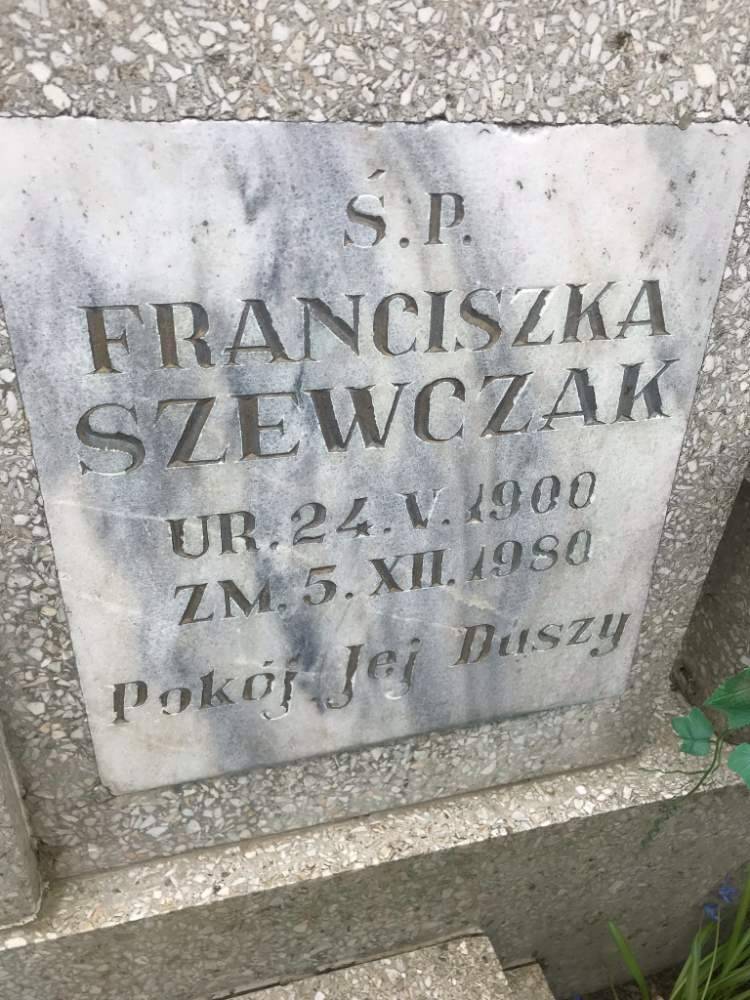 Ś.P.
FRANCISZKA
SZEWCZAK
UR. 24. V. 1900
ZM. 5. XII. 1980
Pokój Jej Duszy